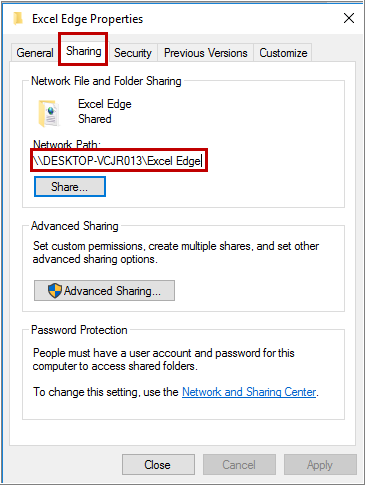 Excel Edge Properties
General Sharing Security Previous Versions Customize
Network File and Folder Sharing
Excel Edge
Shared
Network Path:
\\DESKTOP-VCJR013\Excel Edge
Share...
Advanced Sharing
Set custom permissions, create multiple shares, and set other
advanced sharing options.
Advanced Sharing...
Password Protection
People must have a user account and password for this
computer to access shared folders.
To change this setting, use the Network and Sharing Center.
Close Cancel Apply